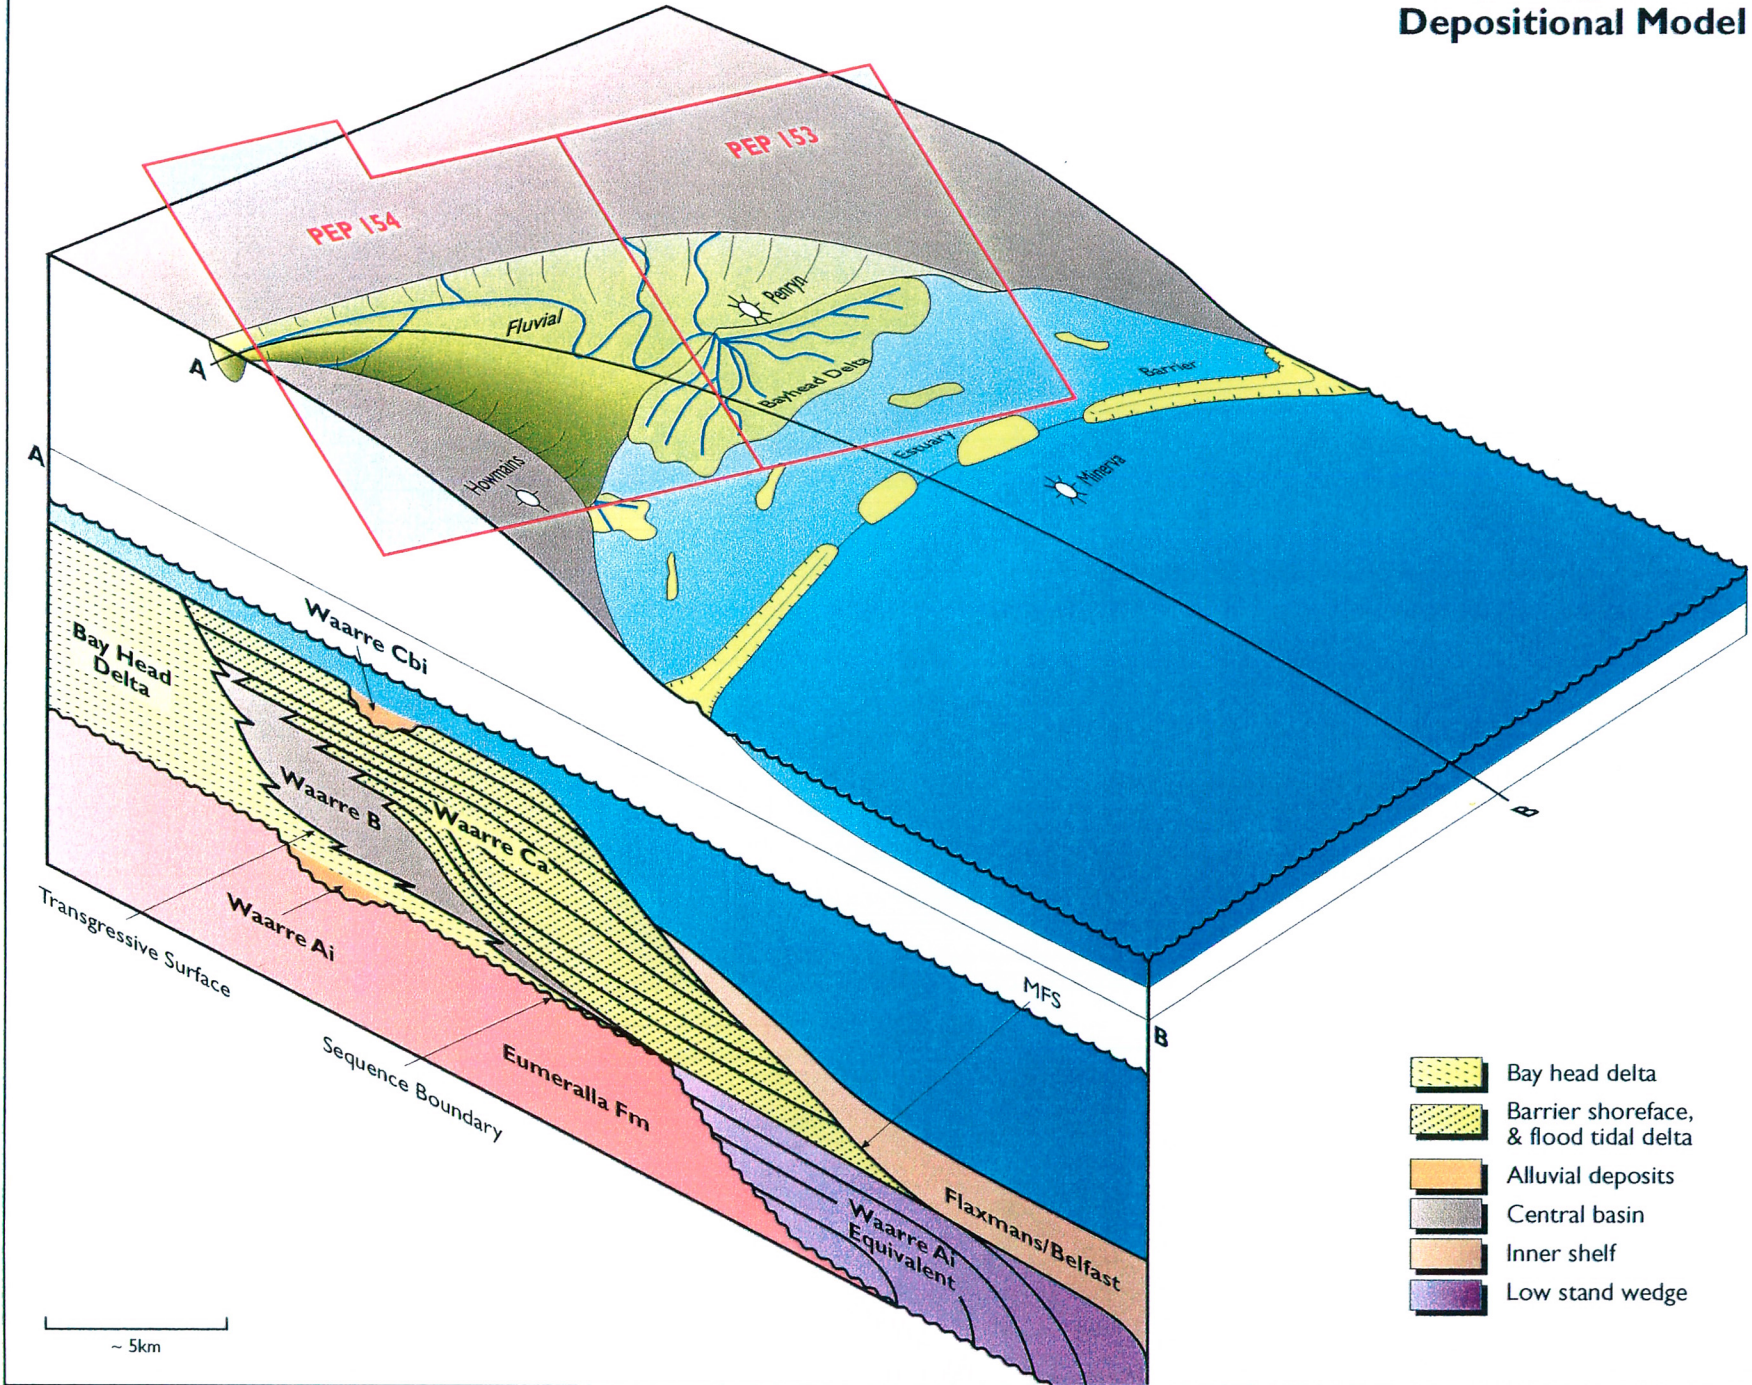 Depositional Model
PEP 153
PEP 154
Penryn
Fluvial
A
Bayhead Delta
Barrier
Estuary
Howmains
Minerva
A
Waarre Cbi
Bay Head
Delta
Waarre B
Waarre Ca
B
Transgressive Surface
Waarre Ai
MFS
B
Sequence Boundary
Eumeralla Fm
Waarre Ai
Equivalent
Flaxmans/Belfast
Bay head delta
Barrier shoreface,
& flood tidal delta
Alluvial deposits
Central basin
Inner shelf
Low stand wedge
~ 5km